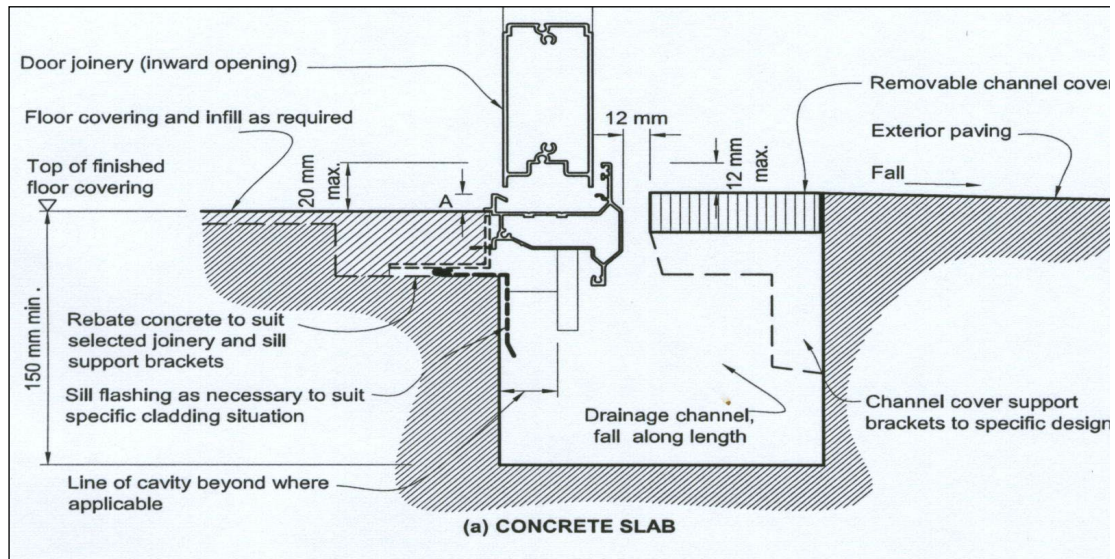 Door joinery (inward opening)
Floor covering and infill as required
Top of finished
floor covering
20 mm
max.
A
12 mm
12 mm
max.
Removable channel cover
Exterior paving
Fall
150 mm min.
Rebate concrete to suit
selected joinery and sill
support brackets
Sill flashing as necessary to suit
specific cladding situation
Line of cavity beyond where
applicable
Drainage channel,
fall along length
Channel cover support
brackets to specific design
(a) CONCRETE SLAB